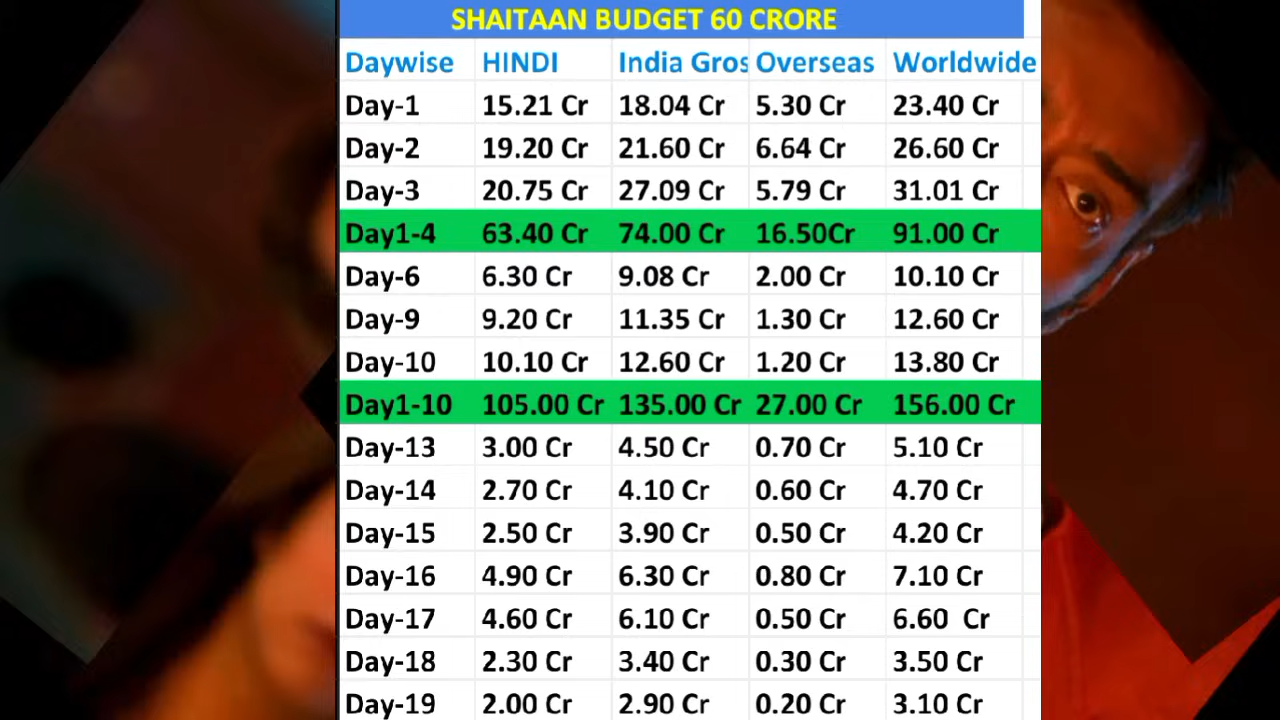 SHAITAAN BUDGET 60 CRORE
Daywise HINDI India Gros Overseas Worldwide
Day-1 15.21 Cr 18.04 Cr 5.30 Cr 23.40 Cr
Day-2 19.20 Cr 21.60 Cr 6.64 Cr 26.60 Cr
Day-3 20.75 Cr 27.09 Cr 5.79 Cr 31.01 Cr
Day1-4 63.40 Cr 74.00 Cr 16.50Cr 91.00 Cr
Day-6 6.30 Cr 9.08 Cr 2.00 Cr 10.10 Cr
Day-9 9.20 Cr 11.35 Cr 1.30 Cr 12.60 Cr
Day-10 10.10 Cr 12.60 Cr 1.20 Cr 13.80 Cr
Day1-10 105.00 Cr 135.00 Cr 27.00 Cr 156.00 Cr
Day-13 3.00 Cr 4.50 Cr 0.70 Cr 5.10 Cr
Day-14 2.70 Cr 4.10 Cr 0.60 Cr 4.70 Cr
Day-15 2.50 Cr 3.90 Cr 0.50 Cr 4.20 Cr
Day-16 4.90 Cr 6.30 Cr 0.80 Cr 7.10 Cr
Day-17 4.60 Cr 6.10 Cr 0.50 Cr 6.60 Cr
Day-18 2.30 Cr 3.40 Cr 0.30 Cr 3.50 Cr
Day-19 2.00 Cr 2.90 Cr 0.20 Cr 3.10 Cr